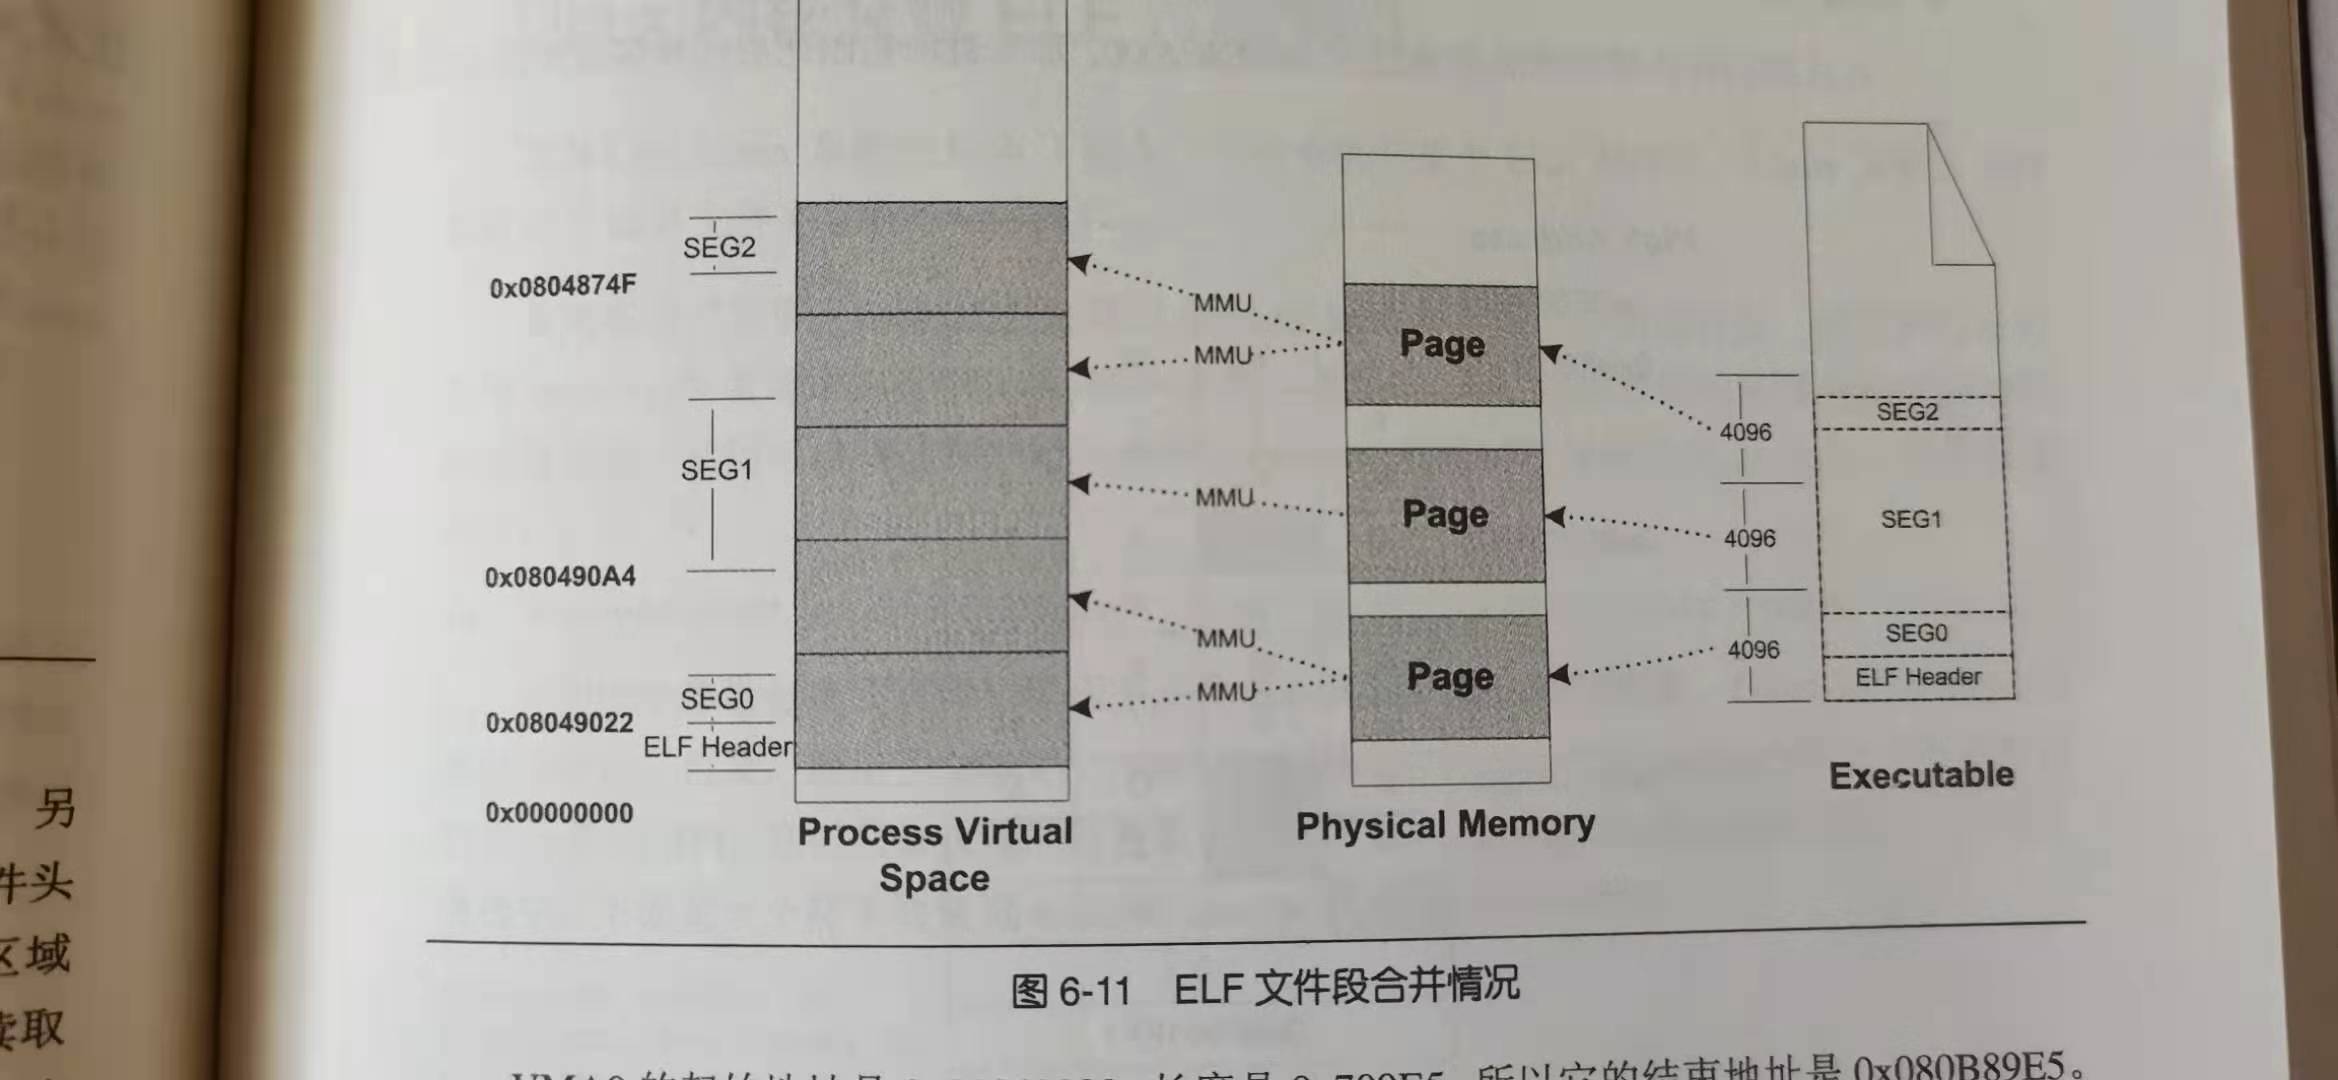 SEG2
0x0804874F
SEG1
0x080490A4
SEG0
0x08049022
ELF Header
0x00000000
Process Virtual
Space
MMU
MMU
MMU
MMU
MMU
Page
Page
Page
Physical Memory
4096
4096
4096
SEG2
SEG1
SEG0
ELF Header
Executable
图 6-11 ELF 文件段合并情况
所以它的结束地址是 0x080B89E5。
另
件头
区域
读取